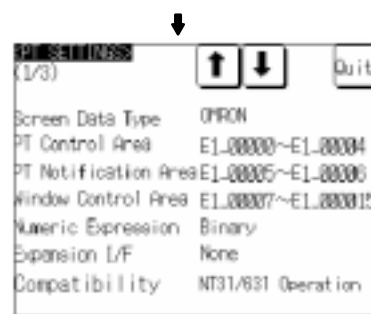 PT SETTINGS
(1/3)
Quit
Screen Data Type OMRON
PT Control Area E1_00000~E1_00004
PT Notification Area E1_00005~E1_00006
Window Control Area E1_00007~E1_000015
Numeric Expression Binary
Expansion I/F None
Compatibility NT31/631 Operation